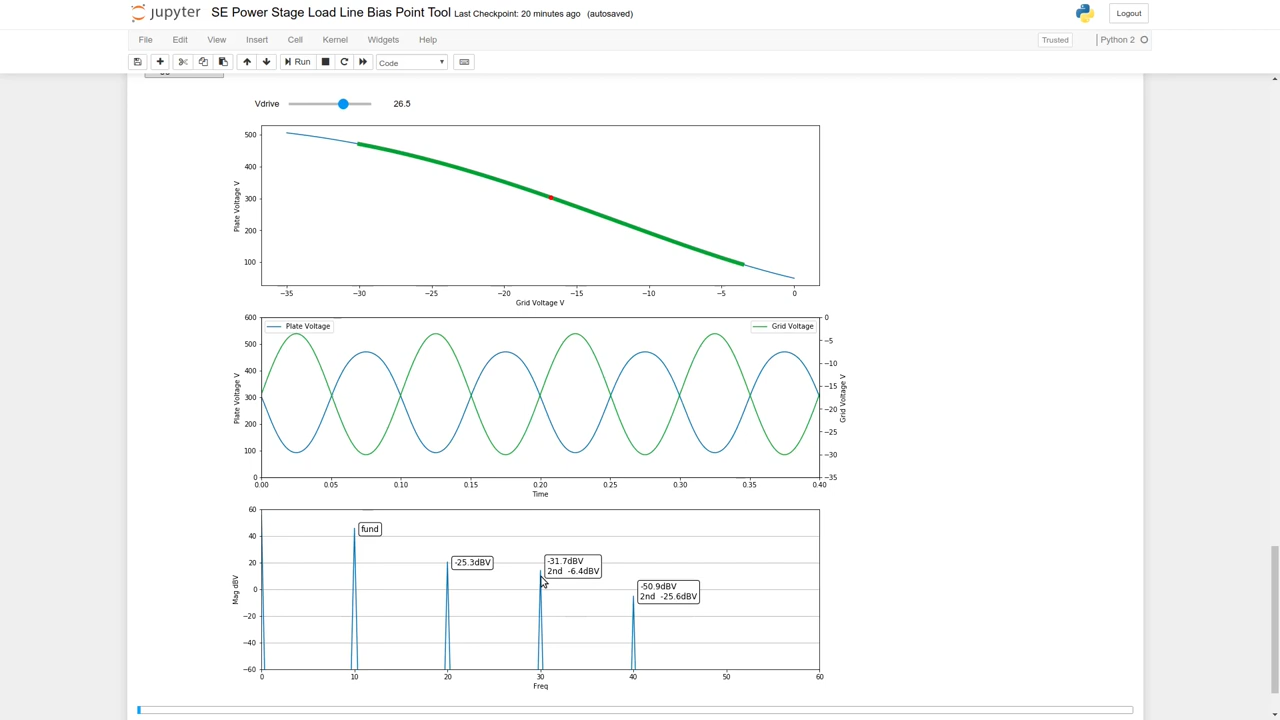 jupyter SE Power Stage Load Line Bias Point Tool Last Checkpoint: 20 minutes ago (autosaved)
Logout
File Edit View Insert Cell Kernel Widgets Help
Trusted
Python 2
Run
Code
Vdrive 26.5
500
400
300
200
100
Plate Voltage V
−35 −30 −25 −20 −15 −10 −5 0
Grid Voltage V
Plate Voltage
Grid Voltage
600
500
400
300
200
100
0
Plate Voltage V
0
−5
−10
−15
−20
−25
−30
−35
Grid Voltage V
0.00 0.05 0.10 0.15 0.20 0.25 0.30 0.35 0.40
Time
60
40
20
0
−20
−40
−60
Mag dBV
fund
-25.3dBV
-31.7dBV
2nd -6.4dBV
-50.9dBV
2nd -25.6dBV
0 10 20 30 40 50 60
Freq